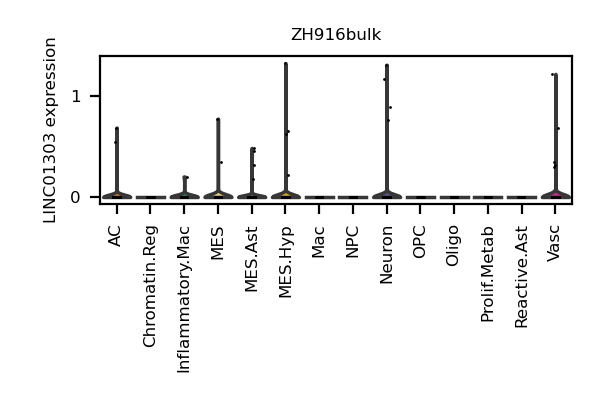 ZH916bulk
LINC01303 expression
1
0
AC
Chromatin.Reg
Inflammatory.Mac
MES
MES.Ast
MES.Hyp
Mac
NPC
Neuron
OPC
Oligo
Prolif.Metab
Reactive.Ast
Vasc